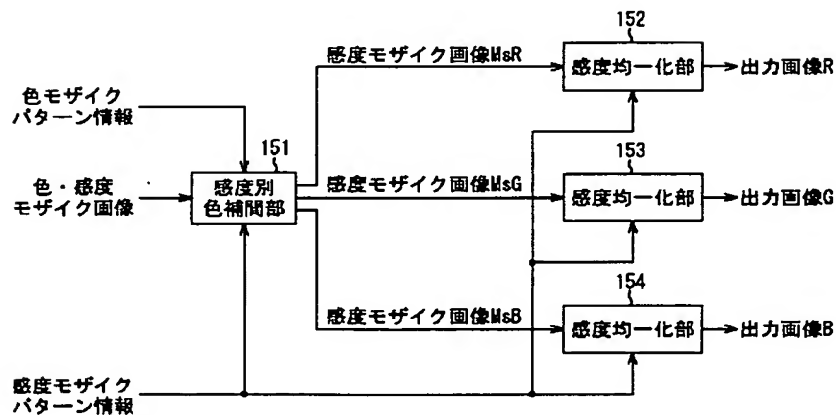 152
感度モザイク画像MsR
感度均一化部
出力画像R
色モザイク
パターン情報
151
153
色・感度
モザイク画像
感度別
色補間部
感度モザイク画像MsG
感度均一化部
出力画像G
154
感度モザイク画像MsB
感度均一化部
出力画像B
感度モザイク
パターン情報